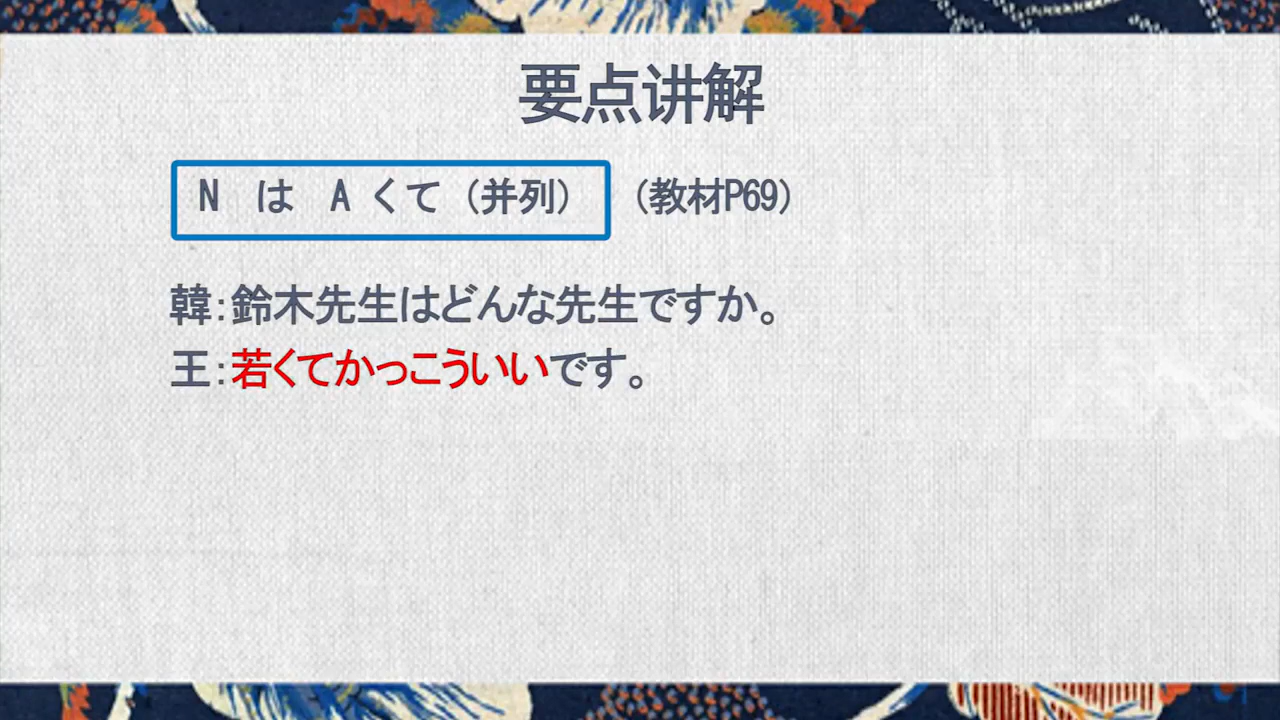 要点讲解
N　は　A くて（并列）　（教材P69）
韓：鈴木先生はどんな先生ですか。
王：若くてかっこういいです。